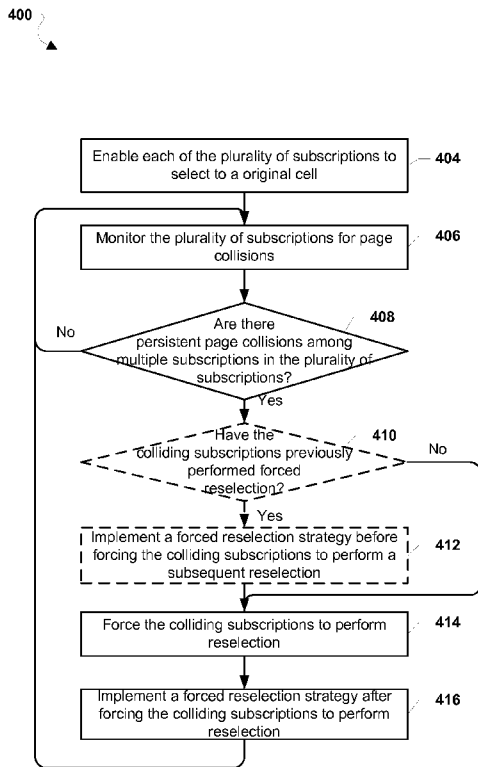 400
Enable each of the plurality of subscriptions to
select to a original cell
404
Monitor the plurality of subscriptions for page
collisions
406
Are there
persistent page collisions among
multiple subscriptions in the plurality of
subscriptions?
408
No
Yes
Have the
colliding subscriptions previously
performed forced
reselection?
410
No
Yes
Implement a forced reselection strategy before
forcing the colliding subscriptions to perform a
subsequent reselection
412
Force the colliding subscriptions to perform
reselection
414
Implement a forced reselection strategy after
forcing the colliding subscriptions to perform
reselection
416